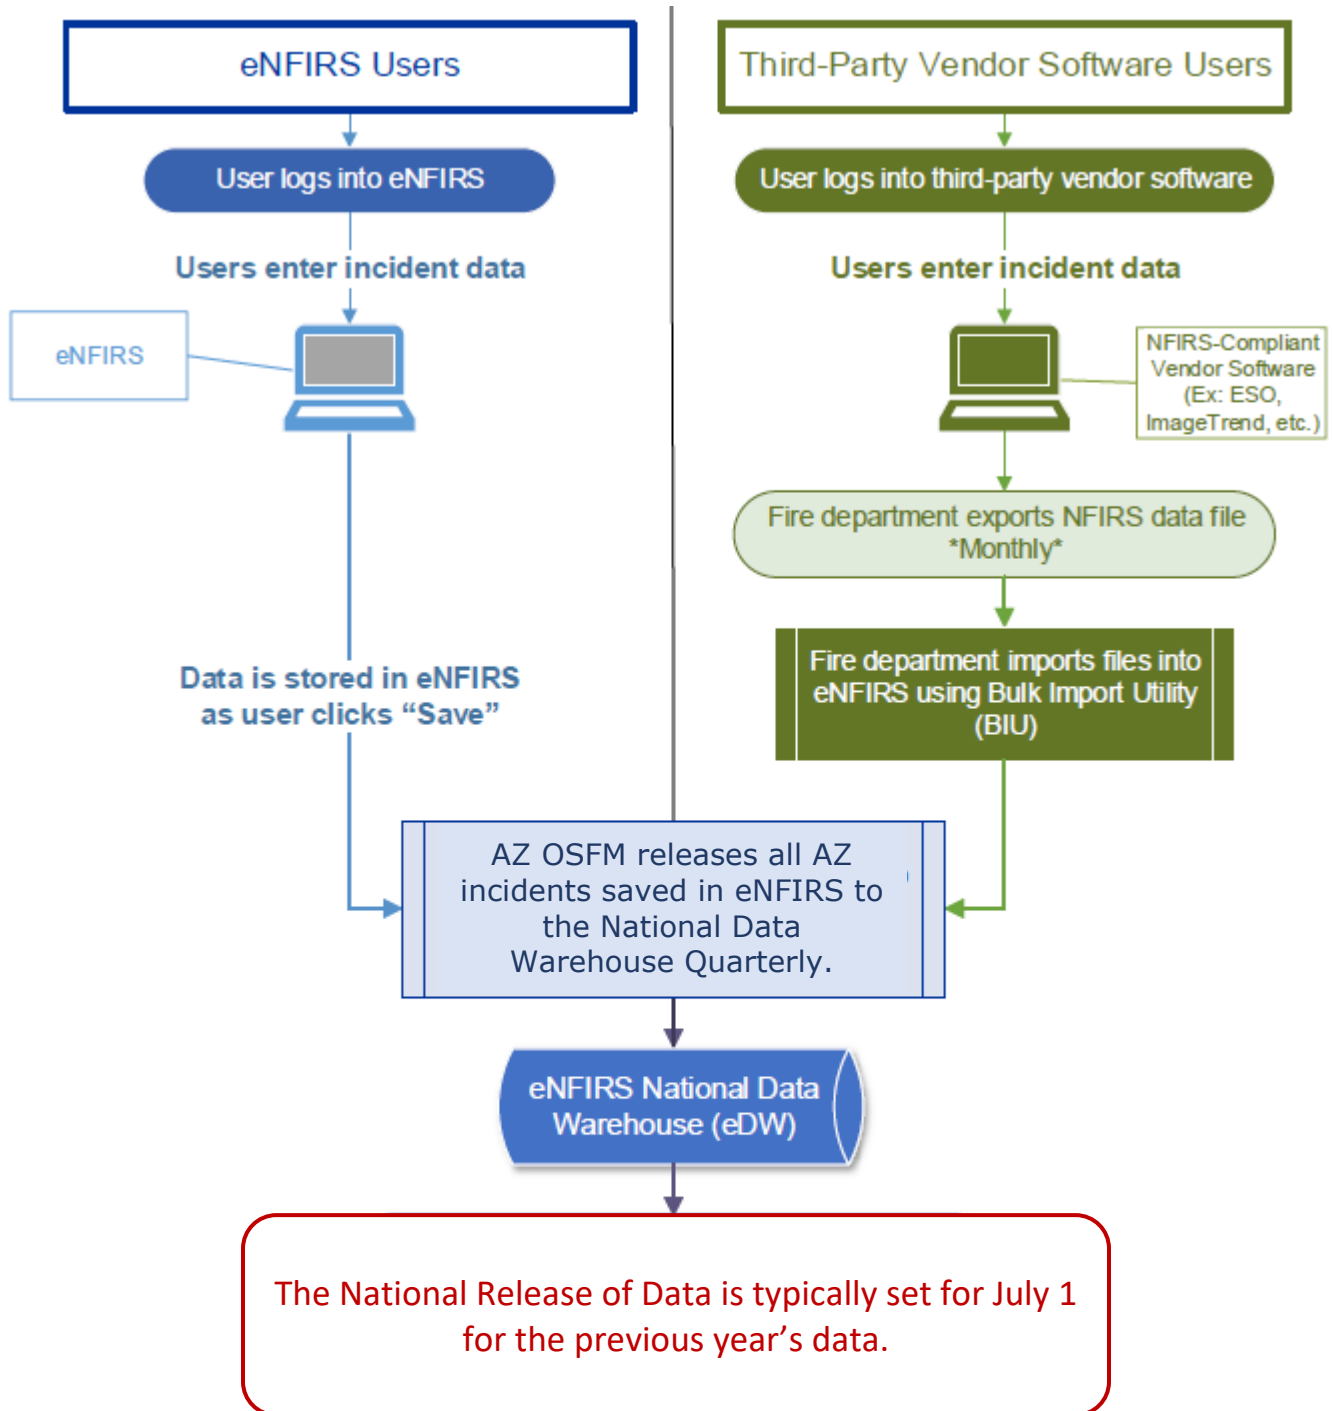 eNFIRS Users
User logs into eNFIRS
Users enter incident data
eNFIRS
Data is stored in eNFIRS
as user clicks “Save”
Third-Party Vendor Software Users
User logs into third-party vendor software
Users enter incident data
NFIRS-Compliant
Vendor Software
(Ex: ESO,
ImageTrend, etc.)
Fire department exports NFIRS data file
*Monthly*
Fire department imports files into
eNFIRS using Bulk Import Utility
(BIU)
AZ OSFM releases all AZ
incidents saved in eNFIRS to
the National Data
Warehouse Quarterly.
eNFIRS National Data
Warehouse (eDW)
The National Release of Data is typically set for July 1
for the previous year’s data.